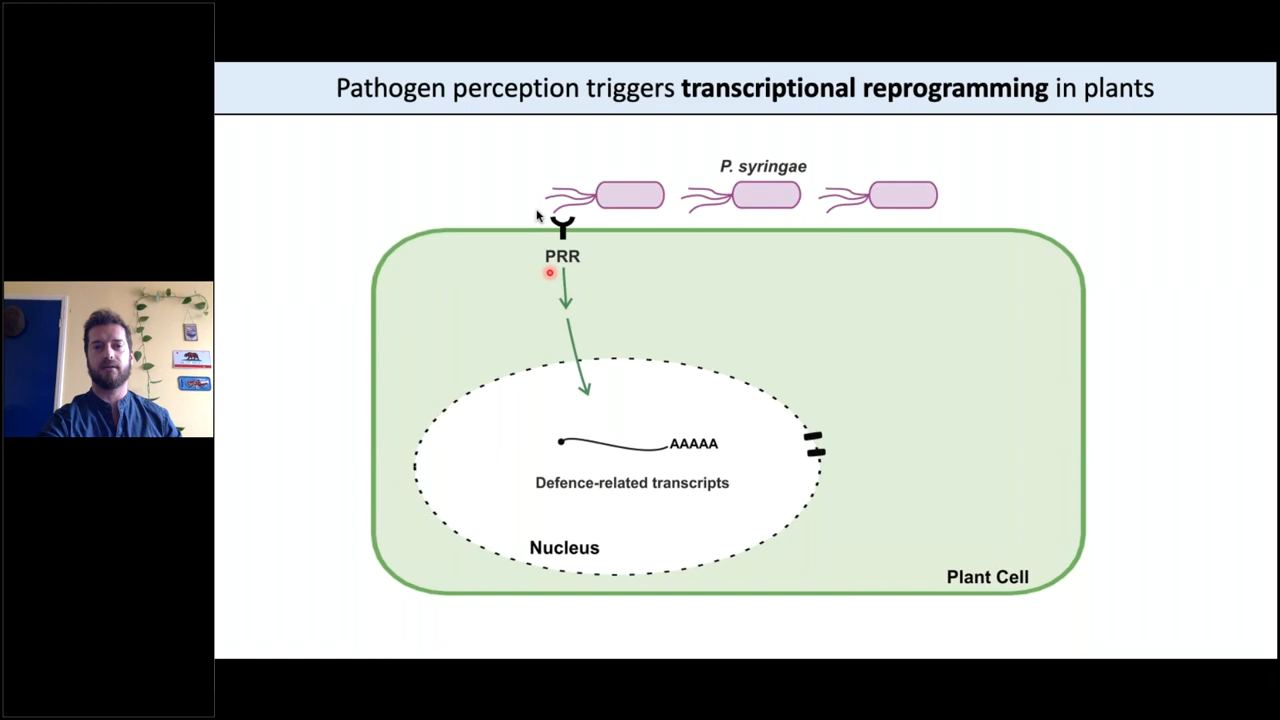 Pathogen perception triggers transcriptional reprogramming in plants
P. syringae
PRR
AAAAA
Defence-related transcripts
Nucleus
Plant Cell